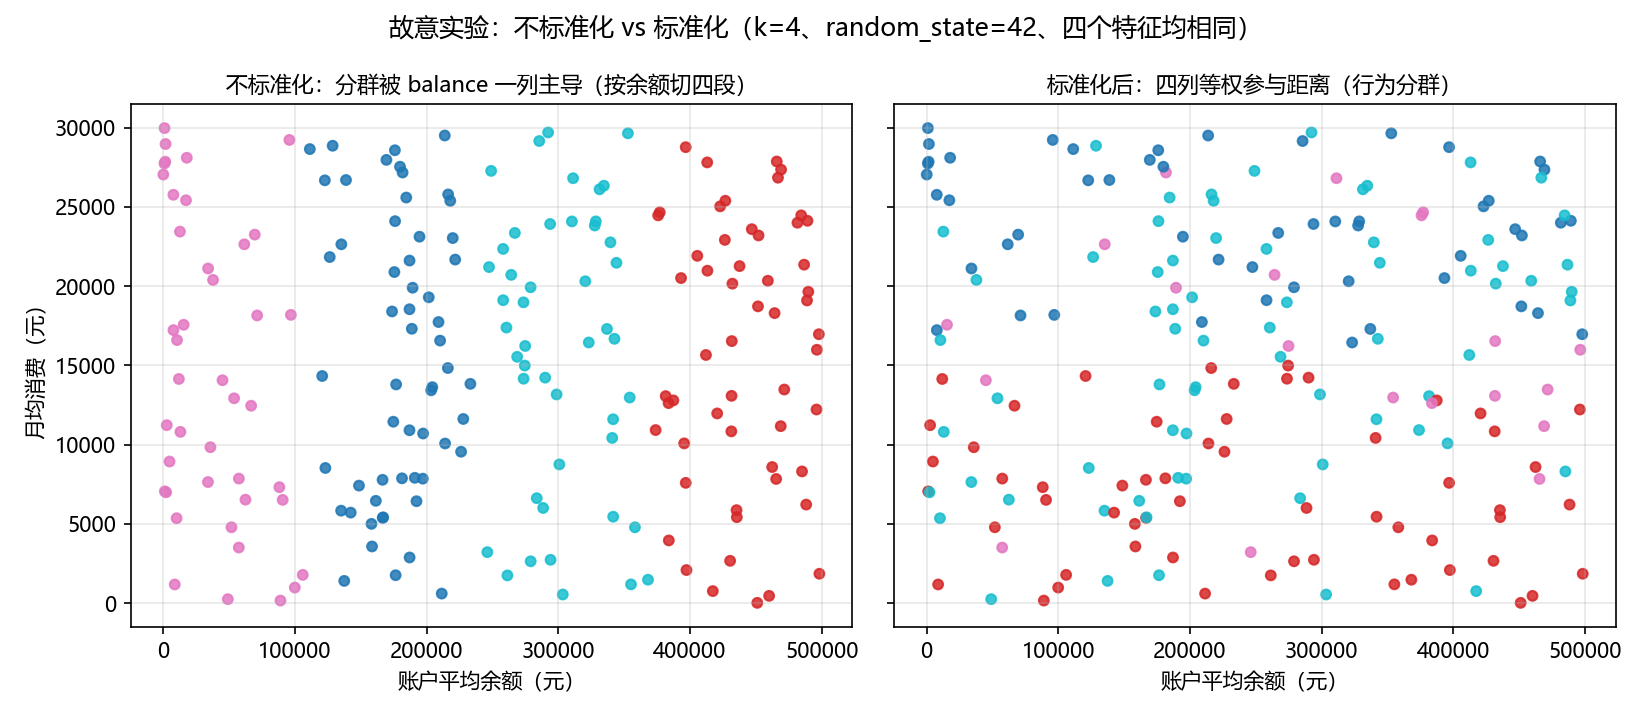 故意实验：不标准化 vs 标准化（k=4、random_state=42、四个特征均相同）
不标准化：分群被 balance 一列主导（按余额切四段）
标准化后：四列等权参与距离（行为分群）
月均消费（元）
30000
25000
20000
15000
10000
5000
0
0 100000 200000 300000 400000 500000
0 100000 200000 300000 400000 500000
账户平均余额（元）
账户平均余额（元）